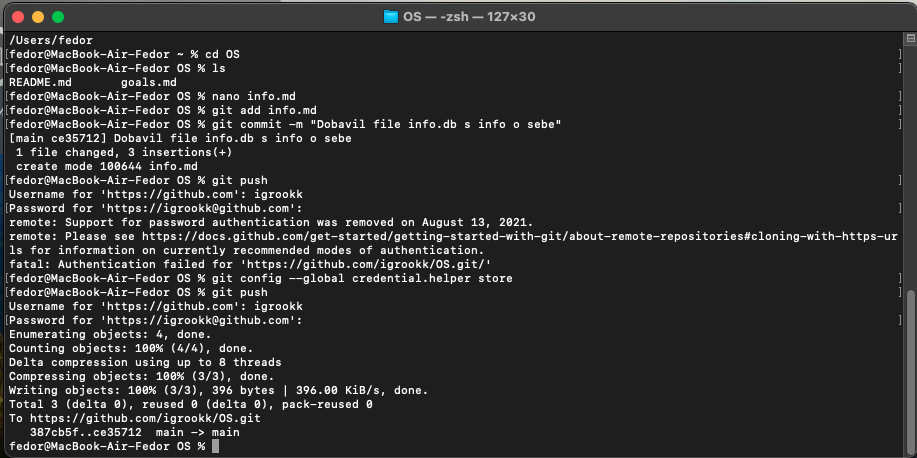 OS — -zsh — 127×30
/Users/fedor
[fedor@MacBook-Air-Fedor ~ % cd OS ]
[fedor@MacBook-Air-Fedor OS % ls ]
README.md goals.md
[fedor@MacBook-Air-Fedor OS % nano info.md ]
[fedor@MacBook-Air-Fedor OS % git add info.md ]
[fedor@MacBook-Air-Fedor OS % git commit -m "Dobavil file info.db s info o sebe" ]
[main ce35712] Dobavil file info.db s info o sebe
1 file changed, 3 insertions(+)
create mode 100644 info.md
[fedor@MacBook-Air-Fedor OS % git push ]
Username for 'https://github.com': igrookk
[Password for 'https://igrookk@github.com': ]
remote: Support for password authentication was removed on August 13, 2021.
remote: Please see https://docs.github.com/get-started/getting-started-with-git/about-remote-repositories#cloning-with-https-ur
ls for information on currently recommended modes of authentication.
fatal: Authentication failed for 'https://github.com/igrookk/OS.git/'
[fedor@MacBook-Air-Fedor OS % git config --global credential.helper store ]
[fedor@MacBook-Air-Fedor OS % git push ]
Username for 'https://github.com': igrookk
[Password for 'https://igrookk@github.com': ]
Enumerating objects: 4, done.
Counting objects: 100% (4/4), done.
Delta compression using up to 8 threads
Compressing objects: 100% (3/3), done.
Writing objects: 100% (3/3), 396 bytes | 396.00 KiB/s, done.
Total 3 (delta 0), reused 0 (delta 0), pack-reused 0
To https://github.com/igrookk/OS.git
387cb5f..ce35712 main -> main
fedor@MacBook-Air-Fedor OS %